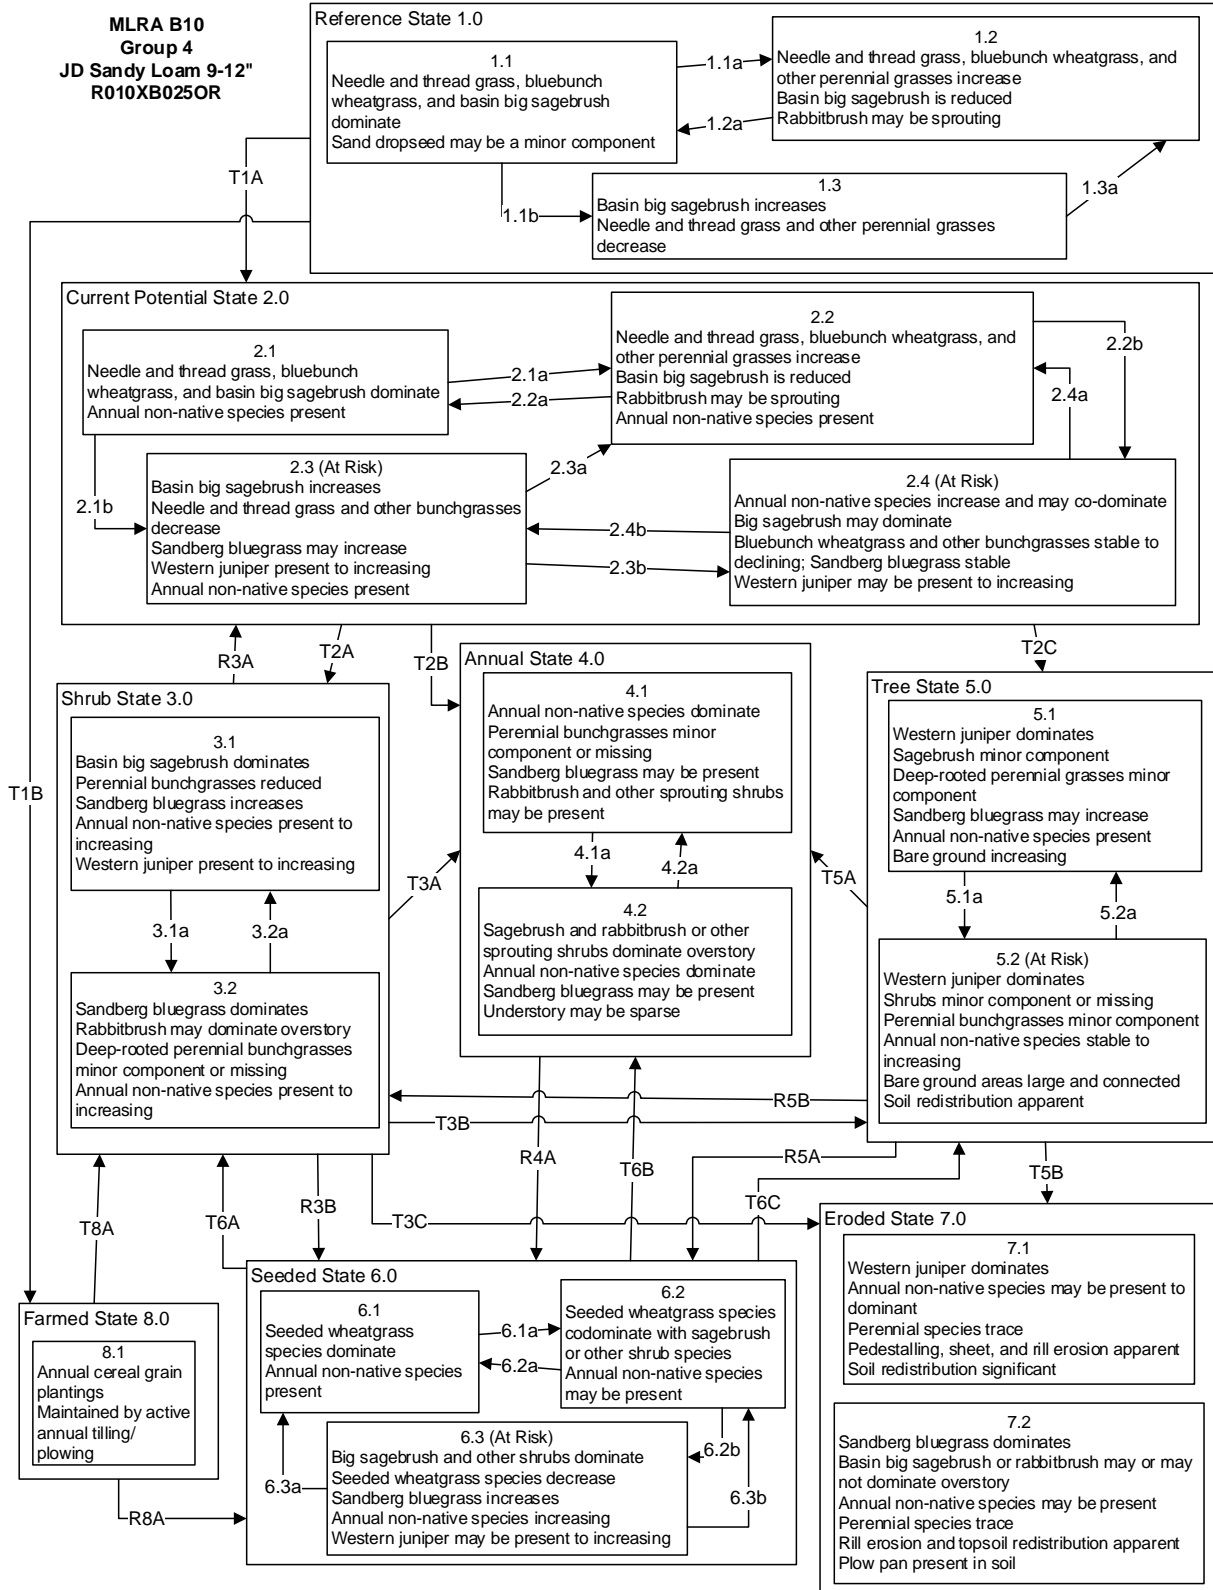 MLRA B10
Group 4
JD Sandy Loam 9-12"
R010XB025OR
Reference State 1.0
1.1
Needle and thread grass, bluebunch
wheatgrass, and basin big sagebrush
dominate
Sand dropseed may be a minor component
1.1a
1.2a
1.2
Needle and thread grass, bluebunch wheatgrass, and
other perennial grasses increase
Basin big sagebrush is reduced
Rabbitbrush may be sprouting
1.1b
1.3
Basin big sagebrush increases
Needle and thread grass and other perennial grasses
decrease
1.3a
T1A
T1B
Current Potential State 2.0
2.1
Needle and thread grass, bluebunch
wheatgrass, and basin big sagebrush dominate
Annual non-native species present
2.1a
2.2a
2.2
Needle and thread grass, bluebunch wheatgrass, and
other perennial grasses increase
Basin big sagebrush is reduced
Rabbitbrush may be sprouting
Annual non-native species present
2.2b
2.4a
2.1b
2.3 (At Risk)
Basin big sagebrush increases
Needle and thread grass and other bunchgrasses
decrease
Sandberg bluegrass may increase
Western juniper present to increasing
Annual non-native species present
2.3a
2.4b
2.3b
2.4 (At Risk)
Annual non-native species increase and may co-dominate
Big sagebrush may dominate
Bluebunch wheatgrass and other bunchgrasses stable to
declining; Sandberg bluegrass stable
Western juniper may be present to increasing
R3A
T2A
T2B
T2C
Shrub State 3.0
3.1
Basin big sagebrush dominates
Perennial bunchgrasses reduced
Sandberg bluegrass increases
Annual non-native species present to
increasing
Western juniper present to increasing
3.1a
3.2a
3.2
Sandberg bluegrass dominates
Rabbitbrush may dominate overstory
Deep-rooted perennial bunchgrasses
minor component or missing
Annual non-native species present to
increasing
T3A
Annual State 4.0
4.1
Annual non-native species dominate
Perennial bunchgrasses minor
component or missing
Sandberg bluegrass may be present
Rabbitbrush and other sprouting shrubs
may be present
4.1a
4.2a
4.2
Sagebrush and rabbitbrush or other
sprouting shrubs dominate overstory
Annual non-native species dominate
Sandberg bluegrass may be present
Understory may be sparse
T5A
Tree State 5.0
5.1
Western juniper dominates
Sagebrush minor component
Deep-rooted perennial grasses minor
component
Sandberg bluegrass may increase
Annual non-native species present
Bare ground increasing
5.1a
5.2a
5.2 (At Risk)
Western juniper dominates
Shrubs minor component or missing
Perennial bunchgrasses minor component
Annual non-native species stable to
increasing
Bare ground areas large and connected
Soil redistribution apparent
R5B
T3B
T8A
T6A
R3B
T3C
R4A
T6B
R5A
T6C
T5B
Seeded State 6.0
6.1
Seeded wheatgrass
species dominate
Annual non-native species
present
6.1a
6.2a
6.2
Seeded wheatgrass species
codominate with sagebrush
or other shrub species
Annual non-native species
may be present
6.3a
6.3 (At Risk)
Big sagebrush and other shrubs dominate
Seeded wheatgrass species decrease
Sandberg bluegrass increases
Annual non-native species increasing
Western juniper may be present to increasing
6.2b
6.3b
Eroded State 7.0
7.1
Western juniper dominates
Annual non-native species may be present to
dominant
Perennial species trace
Pedestalling, sheet, and rill erosion apparent
Soil redistribution significant
7.2
Sandberg bluegrass dominates
Basin big sagebrush or rabbitbrush may or may
not dominate overstory
Annual non-native species may be present
Perennial species trace
Rill erosion and topsoil redistribution apparent
Plow pan present in soil
Farmed State 8.0
8.1
Annual cereal grain
plantings
Maintained by active
annual tilling/
plowing
R8A